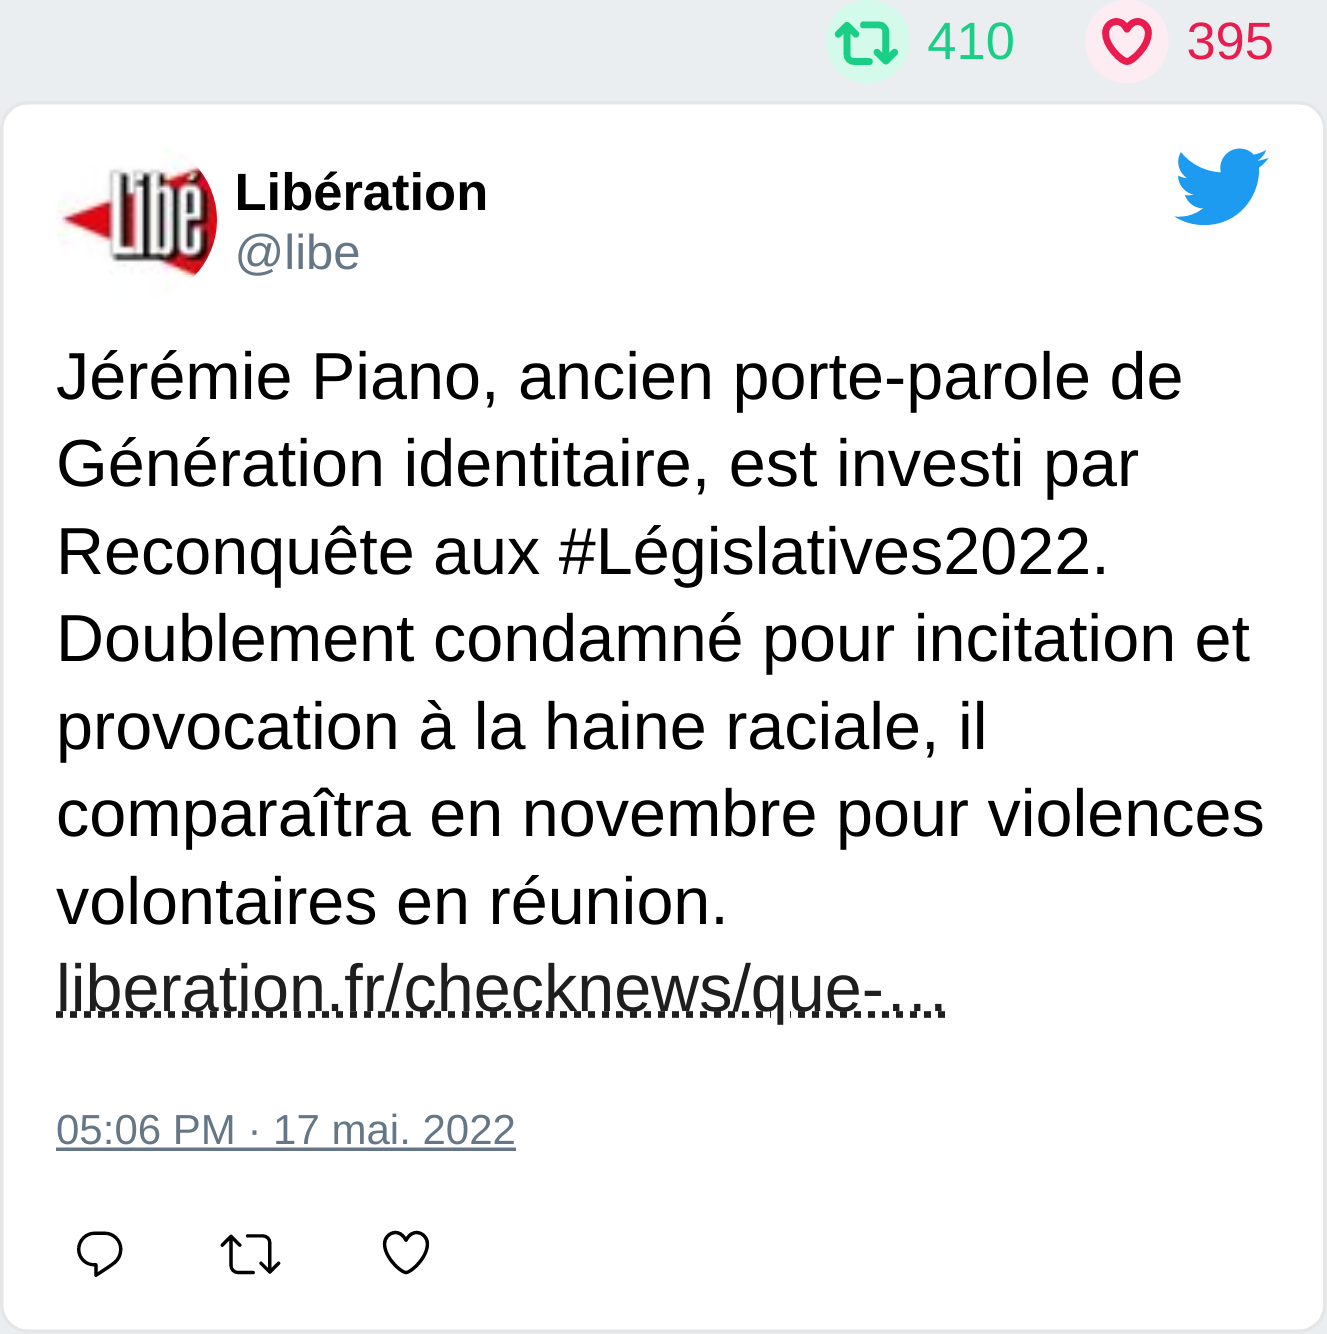 410 395
Libé
Libération
@libe
Jérémie Piano, ancien porte-parole de
Génération identitaire, est investi par
Reconquête aux #Législatives2022.
Doublement condamné pour incitation et
provocation à la haine raciale, il
comparaîtra en novembre pour violences
volontaires en réunion.
liberation.fr/checknews/que-…
05:06 PM · 17 mai. 2022